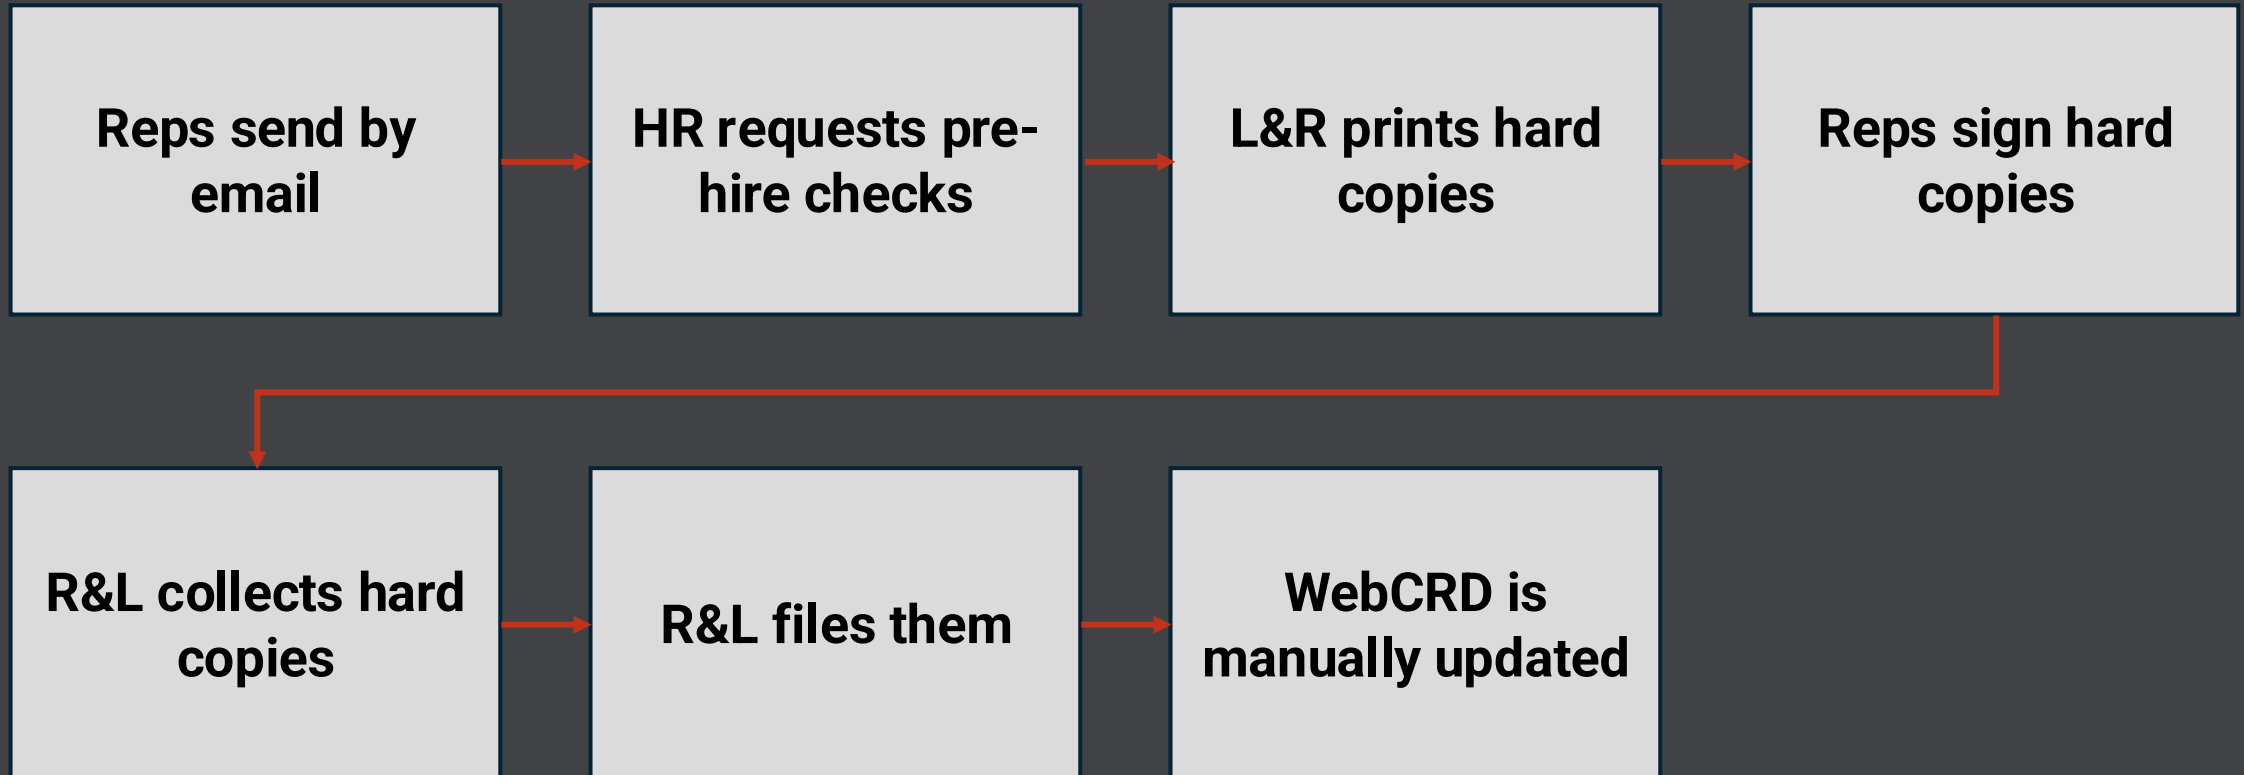 Reps send by
email
HR requests pre-
hire checks
L&R prints hard
copies
Reps sign hard
copies
R&L collects hard
copies
R&L files them
WebCRD is
manually updated